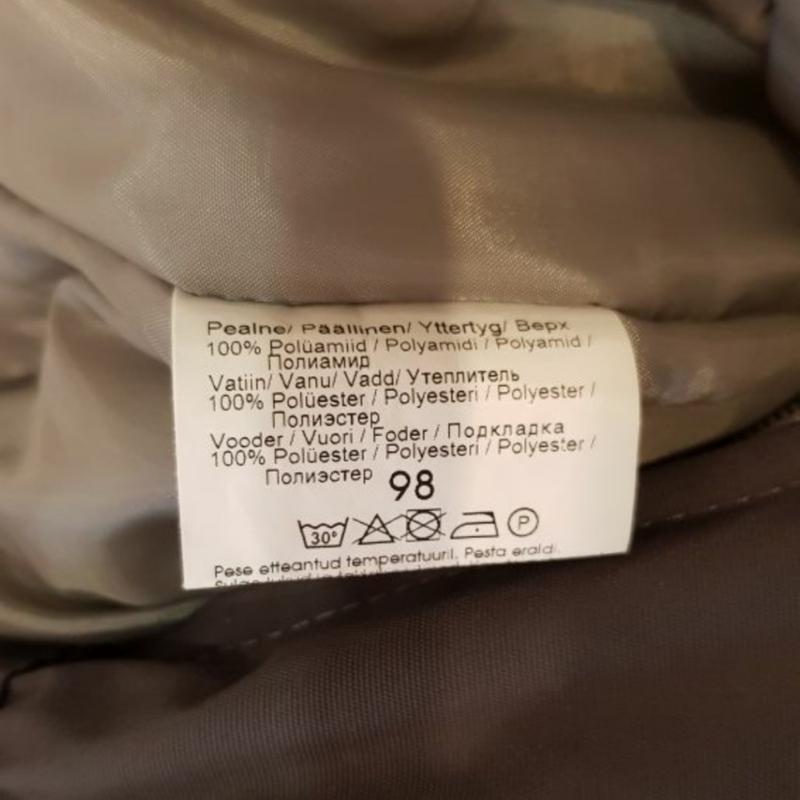 Pealne/ Päällinen/ Yttertyg/ Верх
100% Polüamiid / Polyamidi / Polyamid /
Полиамид
Vatiin/ Vanu/ Vadd/ Утеплитель
100% Polüester / Polyesteri / Polyester /
Полиэстер
Vooder / Vuori / Foder / Подкладка
100% Polüester / Polyesteri / Polyester /
Полиэстер 98
30° P
Pese etteantud temperatuuril. Pesta eraldi.